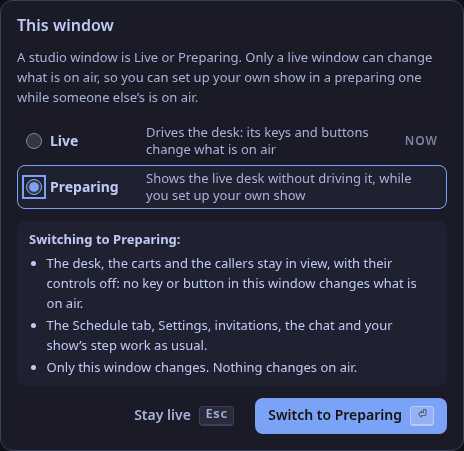 This window
A studio window is Live or Preparing. Only a live window can change
what is on air, so you can set up your own show in a preparing one
while someone else’s is on air.
Live
Drives the desk: its keys and buttons
change what is on air
NOW
Preparing
Shows the live desk without driving it, while
you set up your own show
Switching to Preparing:
• The desk, the carts and the callers stay in view, with their
controls off: no key or button in this window changes what is
on air.
• The Schedule tab, Settings, invitations, the chat and your
show’s step work as usual.
• Only this window changes. Nothing changes on air.
Stay live Esc
Switch to Preparing ⏎